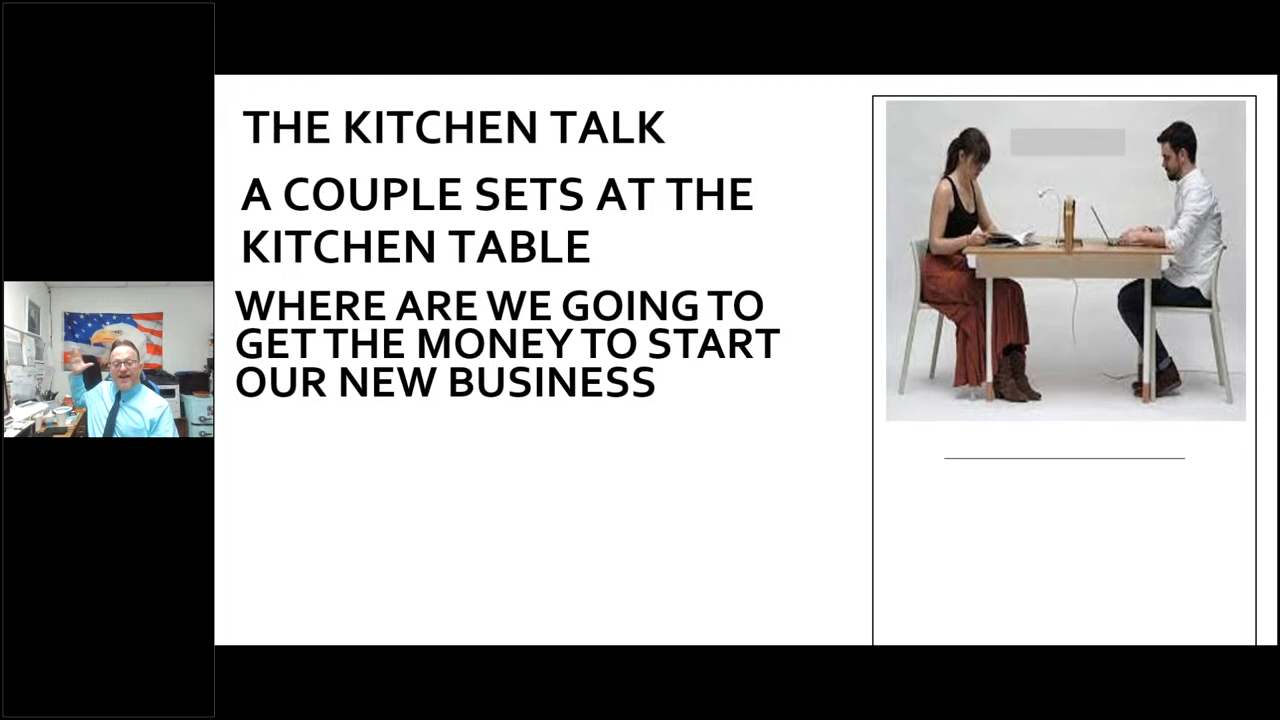 THE KITCHEN TALK
A COUPLE SETS AT THE
KITCHEN TABLE
WHERE ARE WE GOING TO
GET THE MONEY TO START
OUR NEW BUSINESS